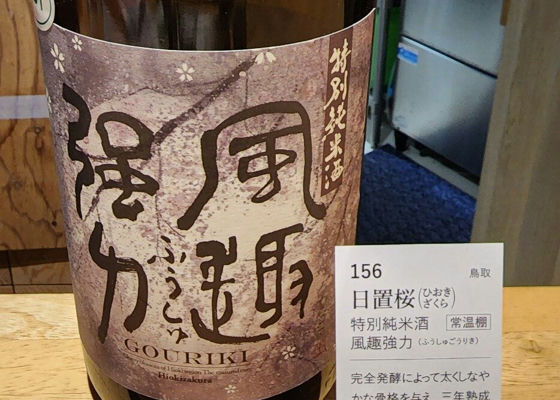 特別純米酒
風趣
ふうしゅ
強力
GOURIKI
Hiokizakura
156
鳥取
日置桜(ひおきざくら)
特別純米酒 常温棚
風趣強力(ふうしゅごうりき)
完全発酵によって太くしなや
かな骨格を与え、三年熟成